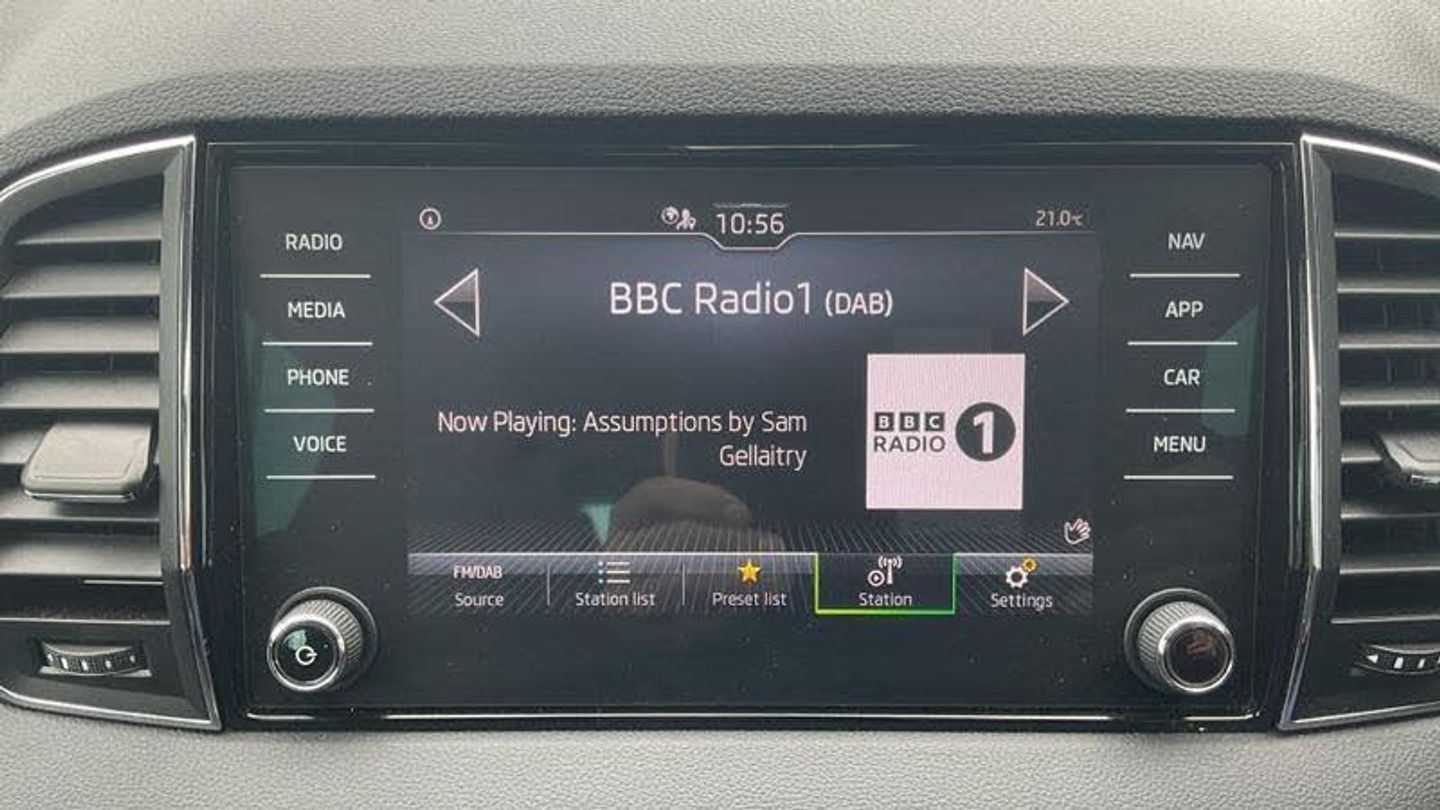 10:56
21.0°C
RADIO
MEDIA
PHONE
VOICE
BBC Radio1 (DAB)
Now Playing: Assumptions by Sam
Gellaitry
BBC
RADIO 1
NAV
APP
CAR
MENU
FM/DAB
Source
Station list
Preset list
Station
Settings